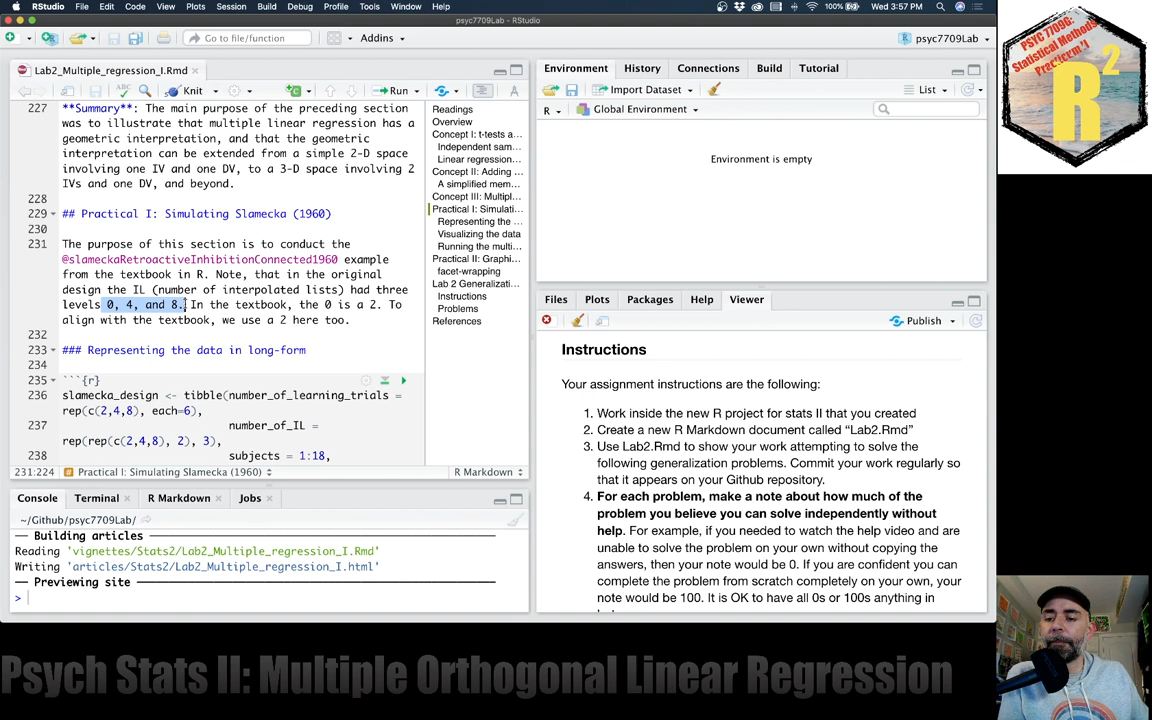 RStudio File Edit Code View Plots Session Build Debug Profile Tools Window Help
100% Wed 3:57 PM
psyc7709Lab - RStudio
Go to file/function
Addins
psyc7709Lab
Lab2_Multiple_regression_I.Rmd
Knit
Run
227 **Summary**: The main purpose of the preceding section
was to illustrate that multiple linear regression has a
geometric interpretation, and that the geometric
interpretation can be extended from a simple 2-D space
involving one IV and one DV, to a 3-D space involving 2
IVs and one DV, and beyond.
228
229 ## Practical I: Simulating Slamecka (1960)
230
231 The purpose of this section is to conduct the
@slameckaRetroactiveInhibitionConnected1960 example
from the textbook in R. Note, that in the original
design the IL (number of interpolated lists) had three
levels 0, 4, and 8. In the textbook, the 0 is a 2. To
align with the textbook, we use a 2 here too.
232
233 ### Representing the data in long-form
234
235 ```{r}
236 slamecka_design <- tibble(number_of_learning_trials =
rep(c(2,4,8), each=6),
237 number_of_IL =
rep(rep(c(2,4,8), 2), 3),
238 subjects = 1:18,
231:224 Practical I: Simulating Slamecka (1960) R Markdown
Readings
Overview
Concept I: t-tests a...
Independent sam...
Linear regression...
Concept II: Adding ...
A simplified mem...
Concept III: Multipl...
Practical I: Simulati...
Representing the ...
Visualizing the data
Running the multi...
Practical II: Graphi...
facet-wrapping
Lab 2 Generalizati...
Instructions
Problems
References
Console Terminal R Markdown Jobs
~/Github/psyc7709Lab/
── Building articles ──
Reading 'vignettes/Stats2/Lab2_Multiple_regression_I.Rmd'
Writing 'articles/Stats2/Lab2_Multiple_regression_I.html'
── Previewing site ──
>
Environment History Connections Build Tutorial
Import Dataset List
R Global Environment
Environment is empty
Files Plots Packages Help Viewer
Publish
Instructions
Your assignment instructions are the following:
1. Work inside the new R project for stats II that you created
2. Create a new R Markdown document called “Lab2.Rmd”
3. Use Lab2.Rmd to show your work attempting to solve the
following generalization problems. Commit your work regularly so
that it appears on your Github repository.
4. For each problem, make a note about how much of the
problem you believe you can solve independently without
help. For example, if you needed to watch the help video and are
unable to solve the problem on your own without copying the
answers, then your note would be 0. If you are confident you can
complete the problem from scratch completely on your own, your
note would be 100. It is OK to have all 0s or 100s anything in
PSYC 7709G:
Statistical Methods
Practicum I
R2
Psych Stats II: Multiple Orthogonal Linear Regression